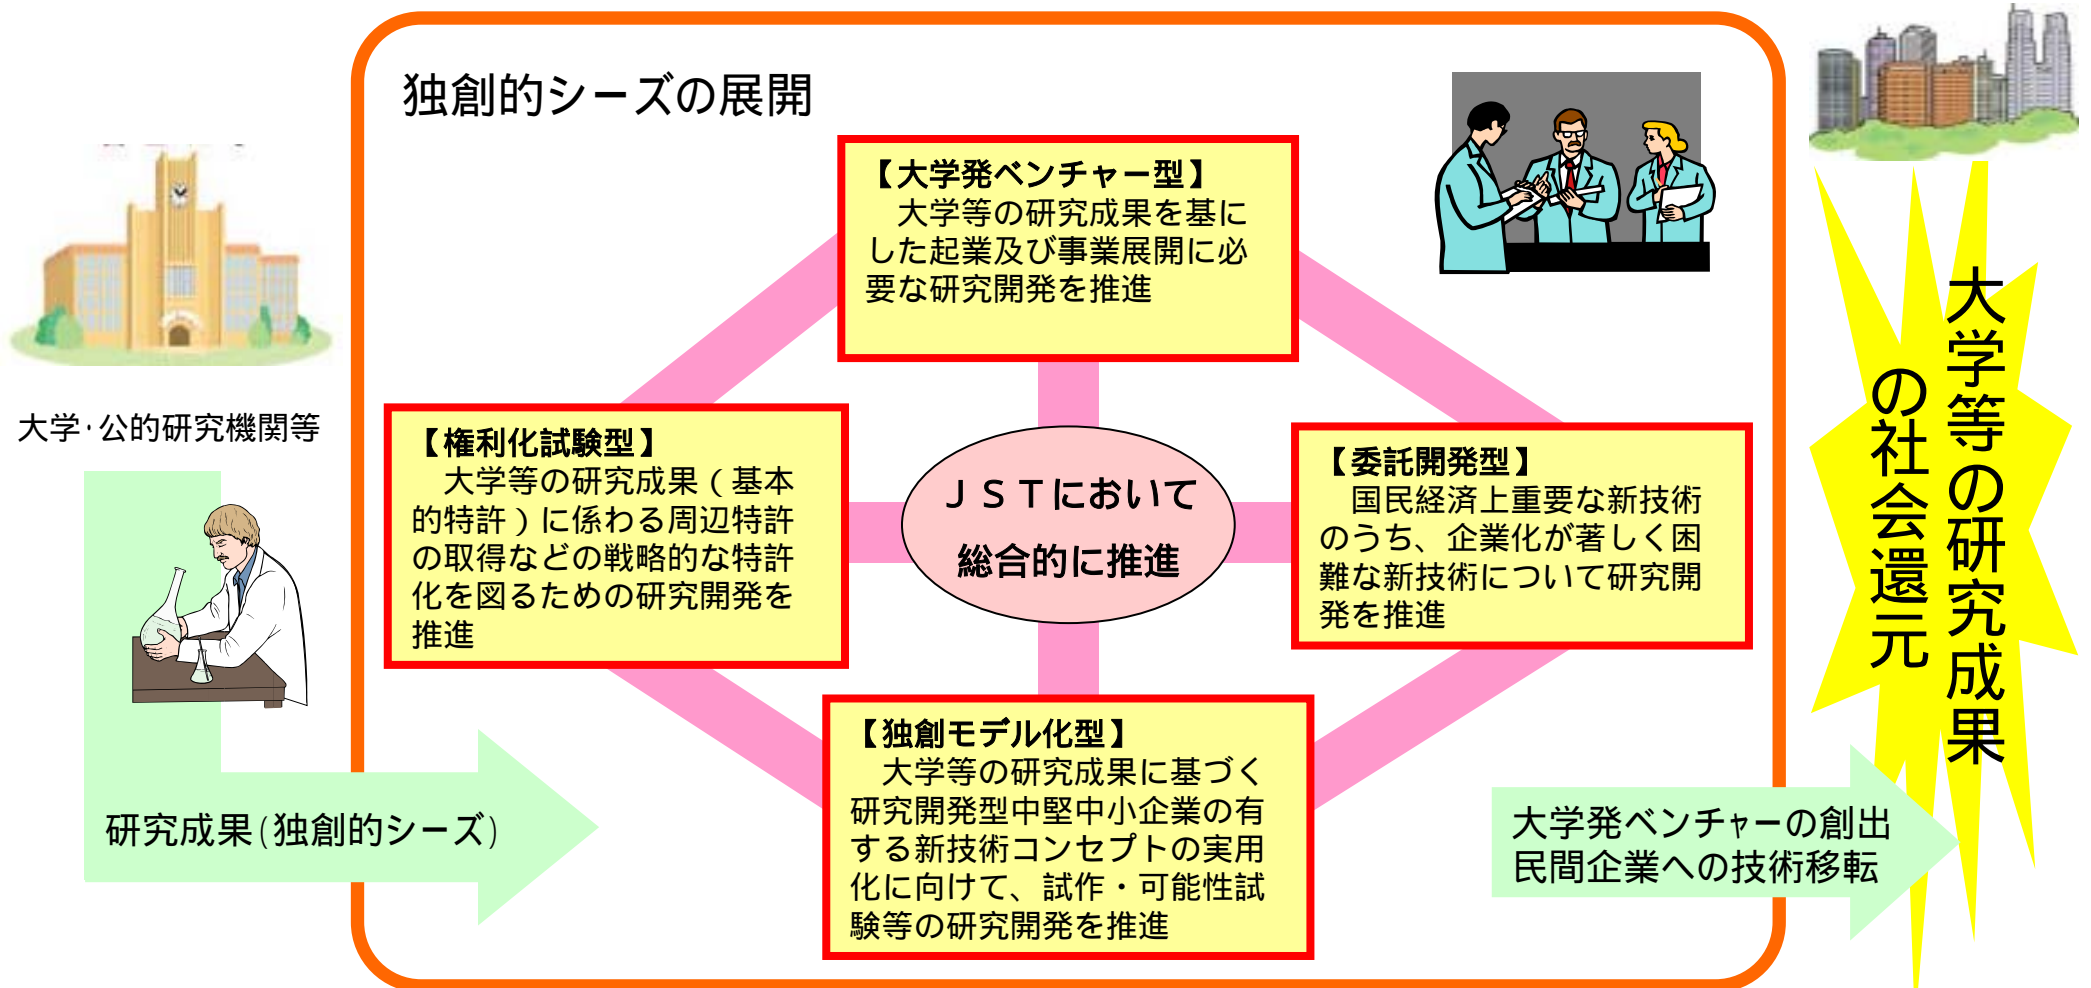 独創的シーズの展開
【大学発ベンチャー型】
大学等の研究成果を基に
した起業及び事業展開に必
要な研究開発を推進
大学・公的研究機関等
【権利化試験型】
大学等の研究成果（基本
的特許）に係わる周辺特許
の取得などの戦略的な特許
化を図るための研究開発を
推進
ＪＳＴにおいて
総合的に推進
【委託開発型】
国民経済上重要な新技術
のうち、企業化が著しく困
難な新技術について研究開
発を推進
【独創モデル化型】
大学等の研究成果に基づく
研究開発型中堅中小企業の有
する新技術コンセプトの実用
化に向けて、試作・可能性試
験等の研究開発を推進
研究成果(独創的シーズ)
大学発ベンチャーの創出
民間企業への技術移転
大学等の研究成果
の社会還元